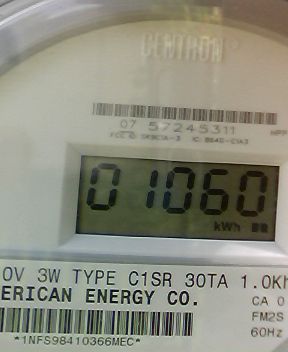 CENTRON
07 57245311
01060
kWh
0V 3W TYPE C1SR 30TA 1.0Kh
ERICAN ENERGY CO.
CA 0
FM2S
60Hz
*1NFS98410366MEC*